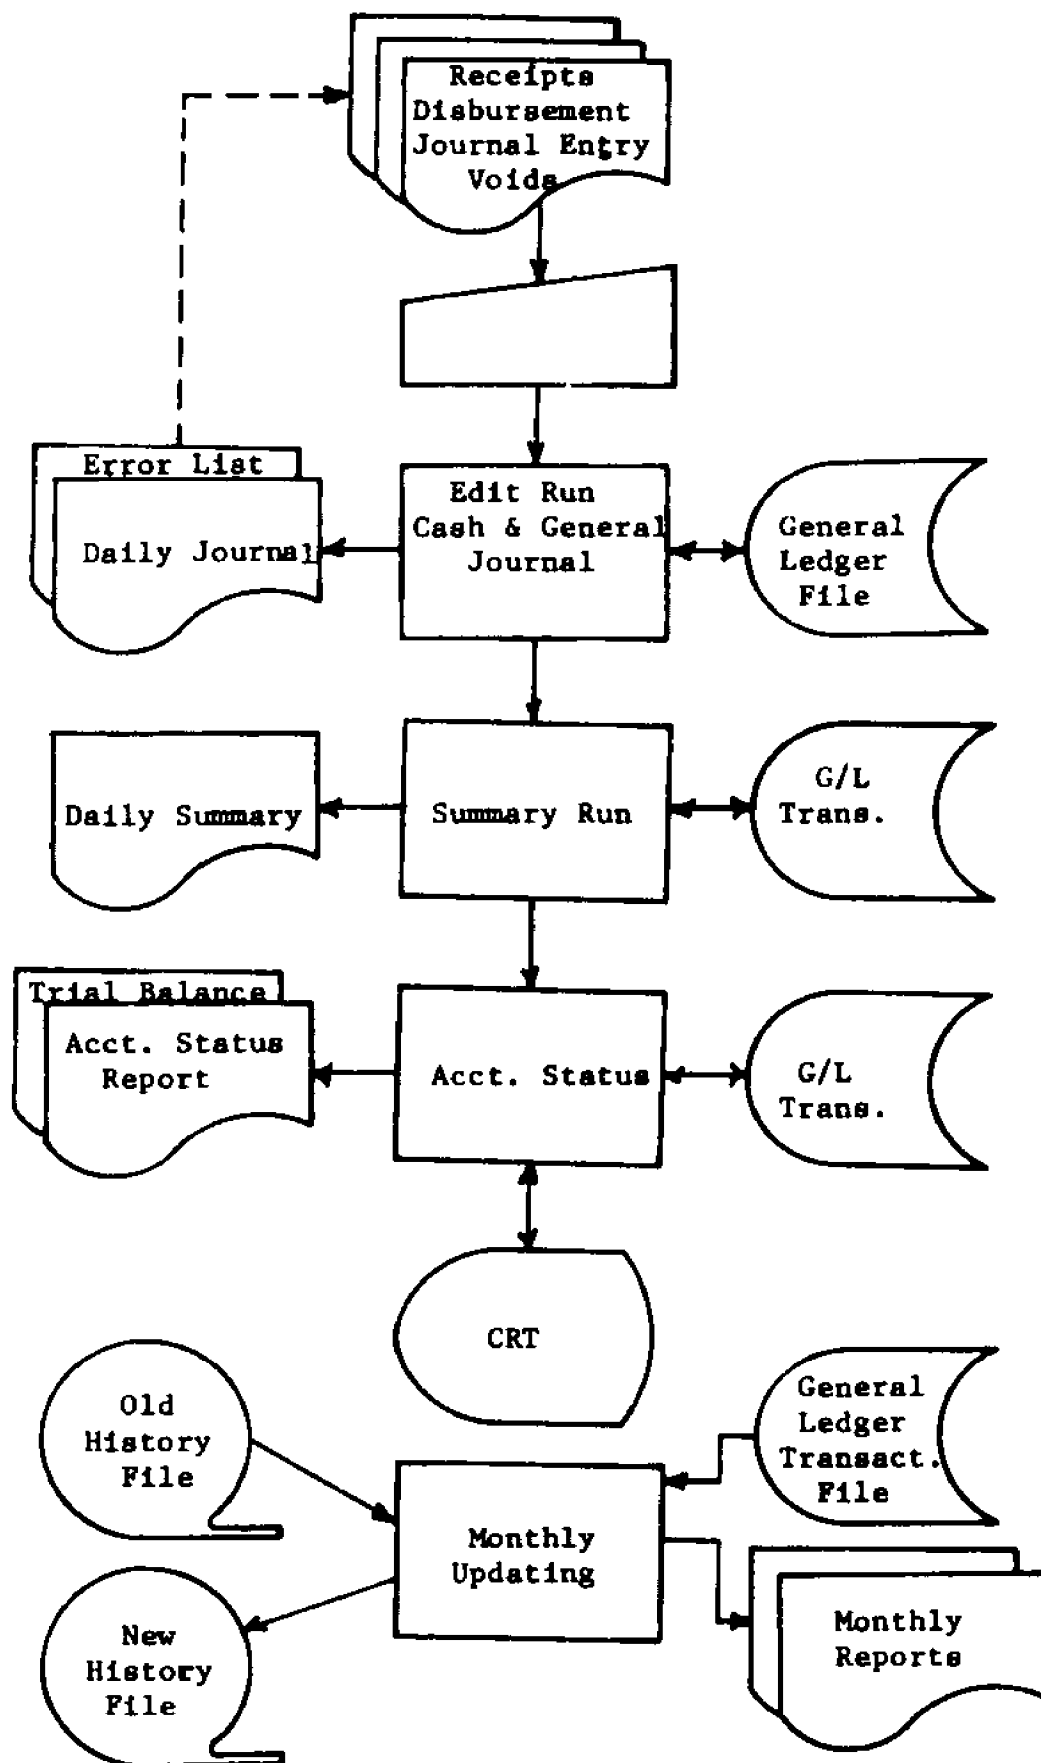 Receipts
Disbursement
Journal Entry
Voids
Error List
Daily Journal
Edit Run
Cash & General
Journal
General
Ledger
File
Daily Summary
Summary Run
G/L
Trans.
Trial Balance
Acct. Status
Report
Acct. Status
G/L
Trans.
CRT
Old
History
File
General
Ledger
Transact.
File
Monthly
Updating
New
History
File
Monthly
Reports